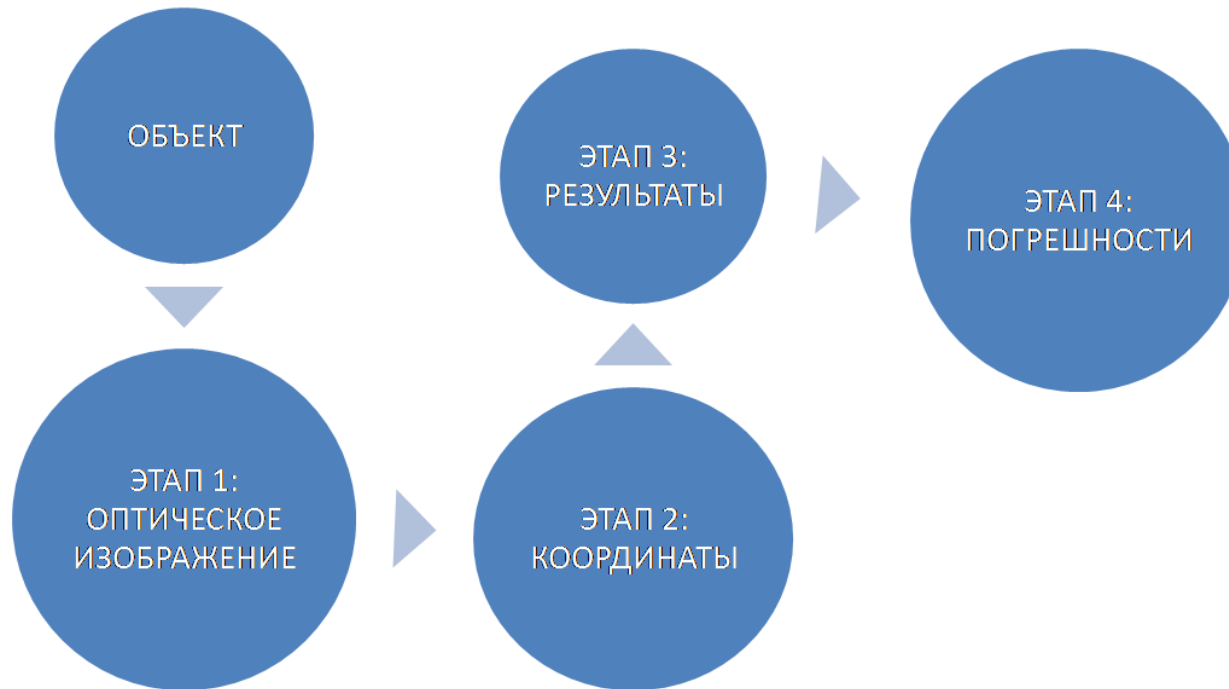 ОБЪЕКТ
ЭТАП 1:
ОПТИЧЕСКОЕ
ИЗОБРАЖЕНИЕ
ЭТАП 2:
КООРДИНАТЫ
ЭТАП 3:
РЕЗУЛЬТАТЫ
ЭТАП 4:
ПОГРЕШНОСТИ